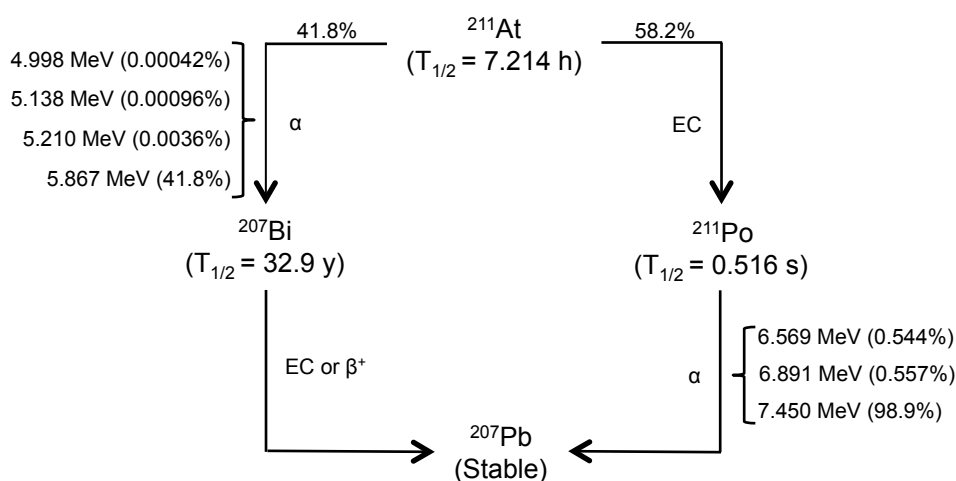 41.8%
²¹¹At
58.2%
(T₁/₂ = 7.214 h)
4.998 MeV (0.00042%)
5.138 MeV (0.00096%)
5.210 MeV (0.0036%)
5.867 MeV (41.8%)
α
EC
²⁰⁷Bi
(T₁/₂ = 32.9 y)
²¹¹Po
(T₁/₂ = 0.516 s)
EC or β⁺
α
6.569 MeV (0.544%)
6.891 MeV (0.557%)
7.450 MeV (98.9%)
²⁰⁷Pb
(Stable)